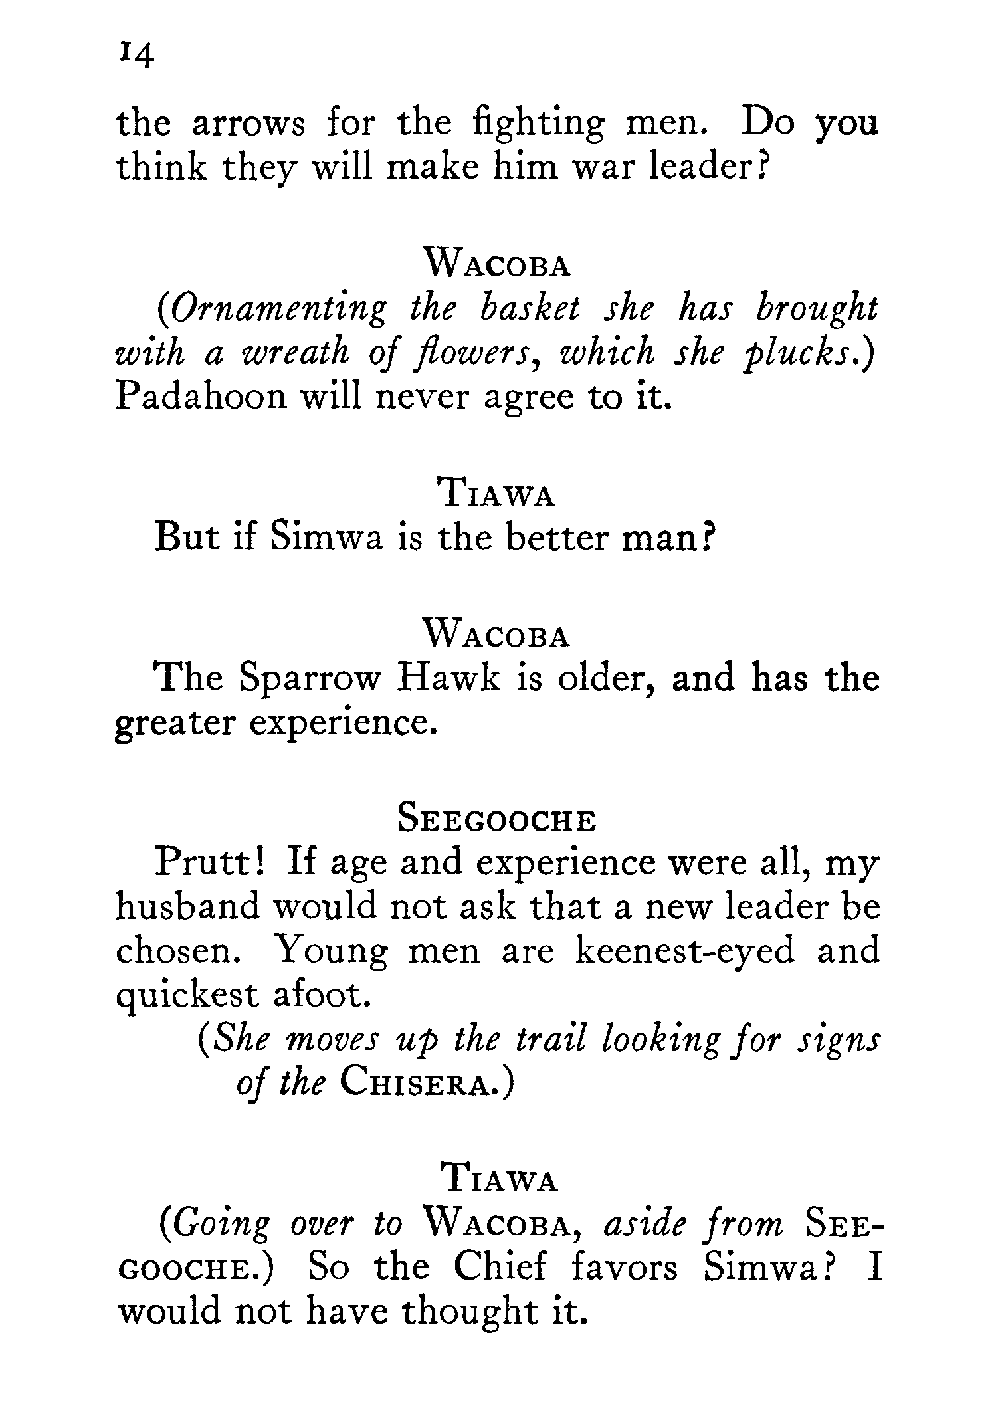 14
the arrows for the fighting men. Do you
think they will make him war leader?
WACOBA
(Ornamenting the basket she has brought
with a wreath of flowers, which she plucks.)
Padahoon will never agree to it.
TIAWA
But if Simwa is the better man?
WACOBA
The Sparrow Hawk is older, and has the
greater experience.
SEEGOOCHE
Prutt! If age and experience were all, my
husband would not ask that a new leader be
chosen. Young men are keenest-eyed and
quickest afoot.
(She moves up the trail looking for signs
of the CHISERA.)
TIAWA
(Going over to WACOBA, aside from SEE-
GOOCHE.) So the Chief favors Simwa? I
would not have thought it.